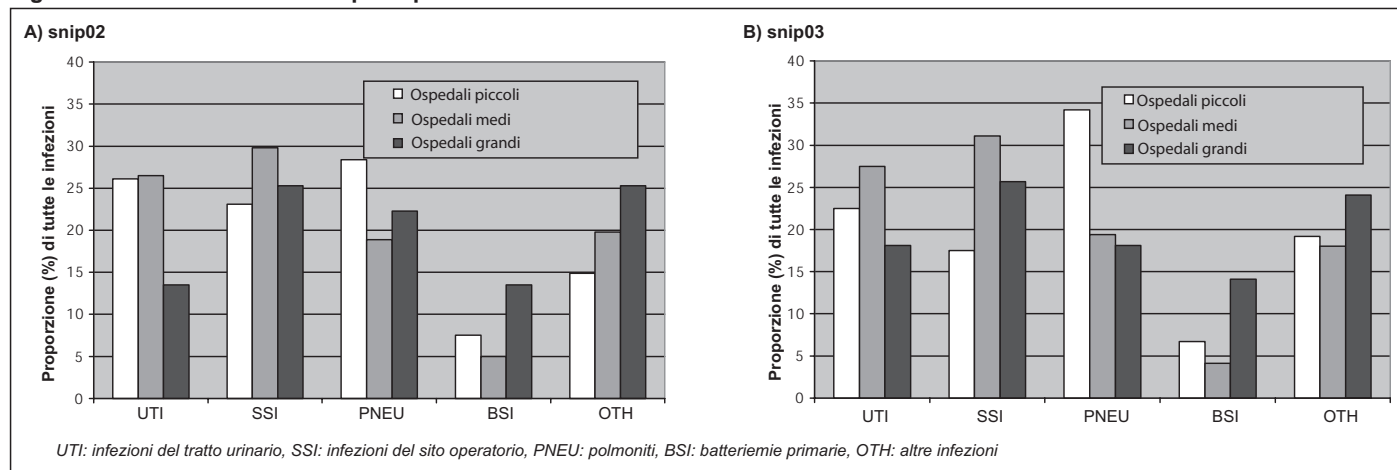 A) snip02
Proporzione (%) di tutte le infezioni
40
35
30
25
20
15
10
5
0
Ospedali piccoli
Ospedali medi
Ospedali grandi
UTI SSI PNEU BSI OTH
B) snip03
Proporzione (%) di tutte le infezioni
40
35
30
25
20
15
10
5
0
Ospedali piccoli
Ospedali medi
Ospedali grandi
UTI SSI PNEU BSI OTH
UTI: infezioni del tratto urinario, SSI: infezioni del sito operatorio, PNEU: polmoniti, BSI: batteriemie primarie, OTH: altre infezioni